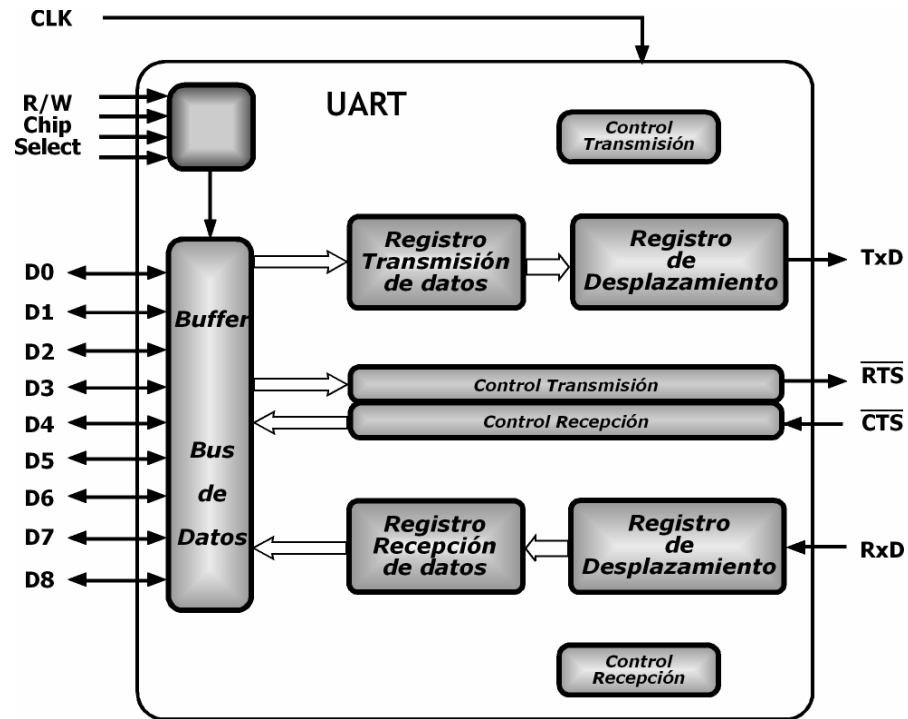 CLK
R/W
Chip
Select
UART
Control
Transmisión
D0
D1
D2
D3
D4
D5
D6
D7
D8
Buffer
Bus
de
Datos
Registro
Transmisión
de datos
Registro
de
Desplazamiento
TxD
Control Transmisión
RTS
Control Recepción
CTS
Registro
Recepción
de datos
Registro
de
Desplazamiento
RxD
Control
Recepción